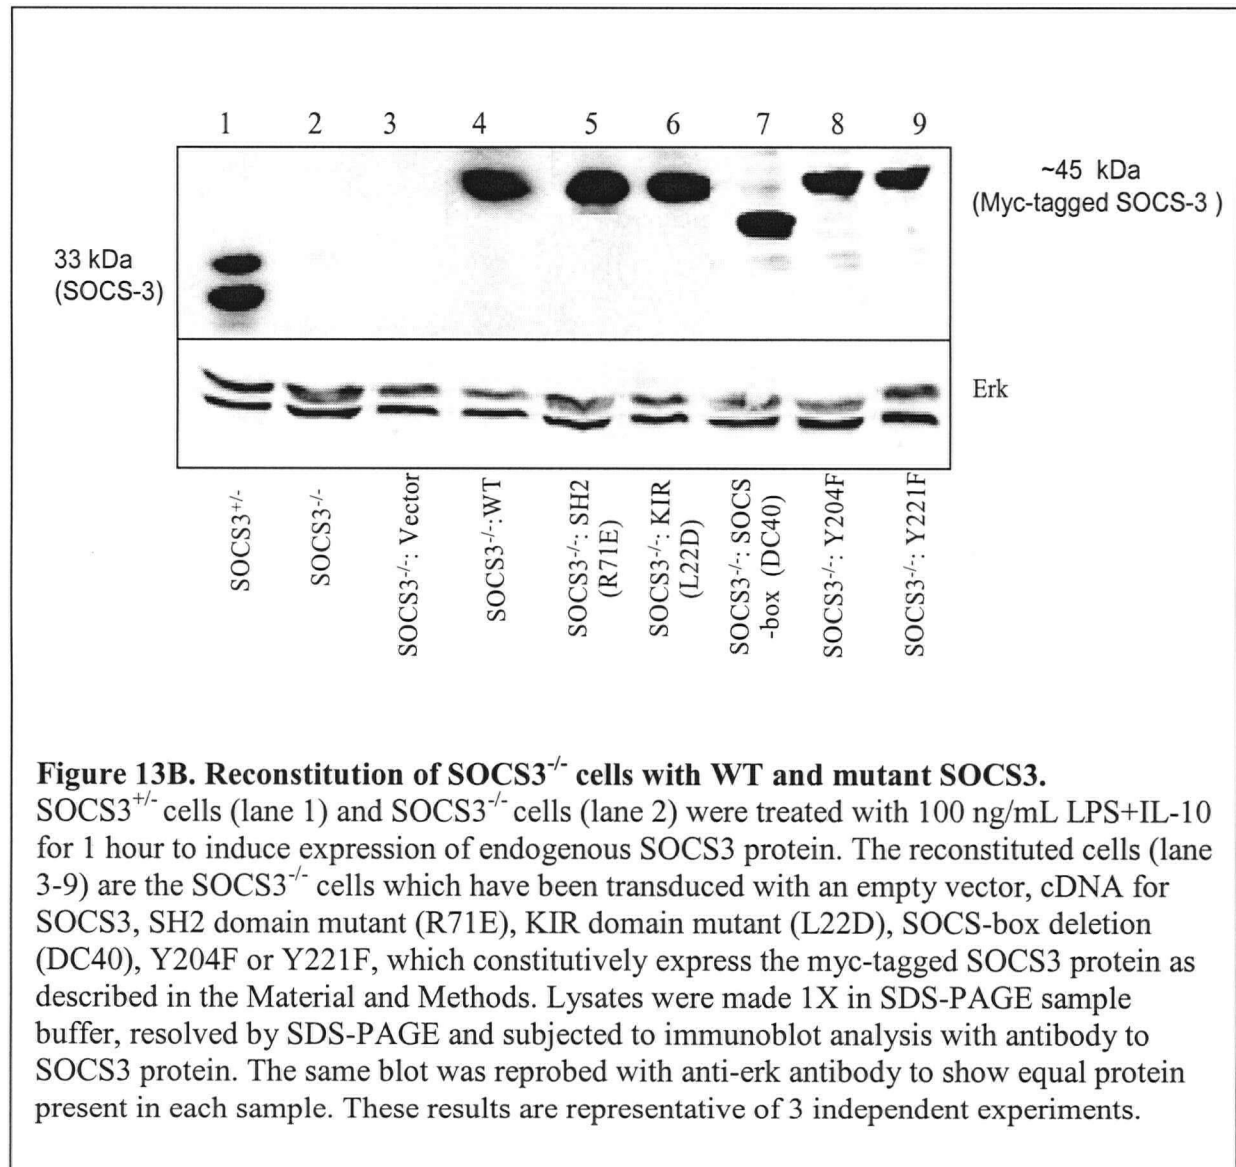 1 2 3 4 5 6 7 8 9
~45 kDa
(Myc-tagged SOCS-3 )
33 kDa
(SOCS-3)
Erk
SOCS3+/-
SOCS3-/-
SOCS3-/-: Vector
SOCS3-/-:WT
SOCS3-/-: SH2
(R71E)
SOCS3-/-: KIR
(L22D)
SOCS3-/-: SOCS
-box (DC40)
SOCS3-/-: Y204F
SOCS3-/-: Y221F
Figure 13B. Reconstitution of SOCS3-/- cells with WT and mutant SOCS3.
SOCS3+/- cells (lane 1) and SOCS3-/- cells (lane 2) were treated with 100 ng/mL LPS+IL-10
for 1 hour to induce expression of endogenous SOCS3 protein. The reconstituted cells (lane
3-9) are the SOCS3-/- cells which have been transduced with an empty vector, cDNA for
SOCS3, SH2 domain mutant (R71E), KIR domain mutant (L22D), SOCS-box deletion
(DC40), Y204F or Y221F, which constitutively express the myc-tagged SOCS3 protein as
described in the Material and Methods. Lysates were made 1X in SDS-PAGE sample
buffer, resolved by SDS-PAGE and subjected to immunoblot analysis with antibody to
SOCS3 protein. The same blot was reprobed with anti-erk antibody to show equal protein
present in each sample. These results are representative of 3 independent experiments.